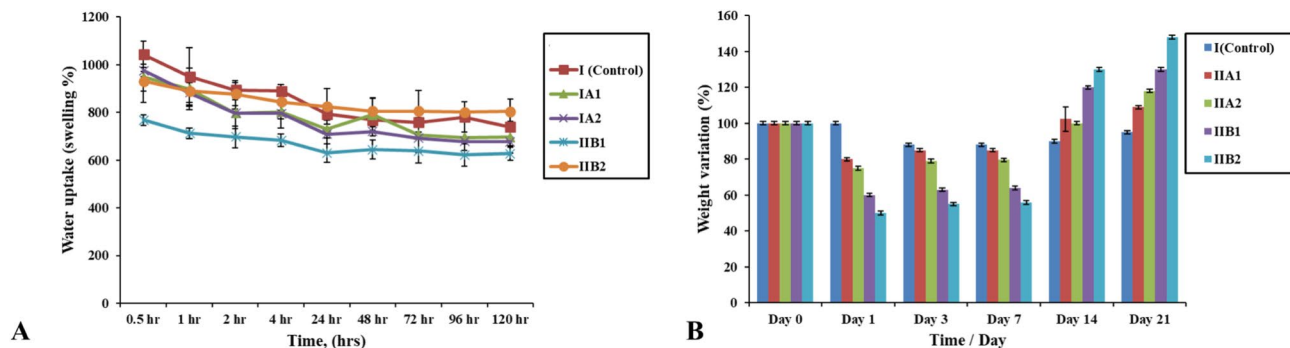 Water uptake (swelling %)
1200
1000
800
600
400
200
0
0.5 hr 1 hr 2 hr 4 hr 24 hr 48 hr 72 hr 96 hr 120 hr
Time, (hrs)
I (Control)
IA1
IA2
IIB1
IIB2
A
Weight variation (%)
160
140
120
100
80
60
40
20
0
Day 0 Day 1 Day 3 Day 7 Day 14 Day 21
Time / Day
I(Control)
IIA1
IIA2
IIB1
IIB2
B